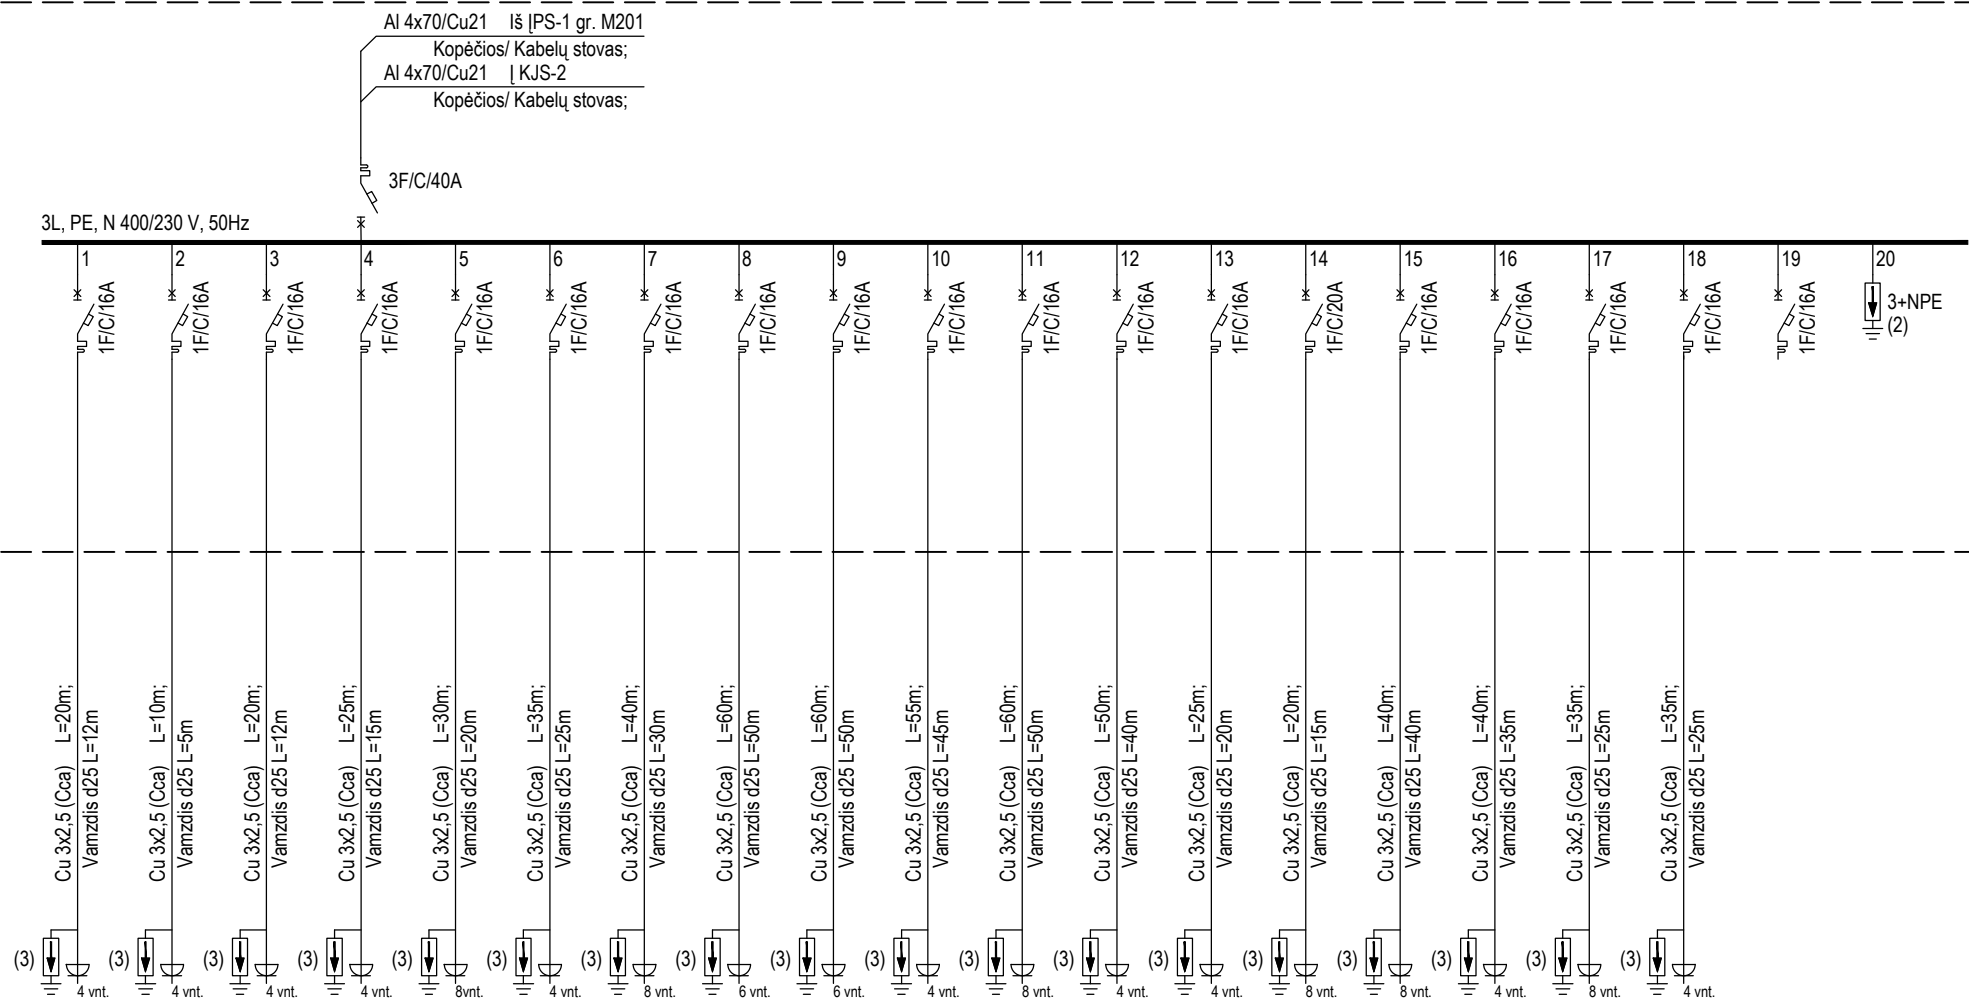 Al 4x70/Cu21 Iš ĮPS-1 gr. M201
Kopėčios/ Kabelų stovas;
Al 4x70/Cu21 Į KJS-2
Kopėčios/ Kabelų stovas;
3F/C/40A
3L, PE, N 400/230 V, 50Hz
1 2 3 4 5 6 7 8 9 10 11 12 13 14 15 16 17 18 19 20
1F/C/16A
1F/C/16A
1F/C/16A
1F/C/16A
1F/C/16A
1F/C/16A
1F/C/16A
1F/C/16A
1F/C/16A
1F/C/16A
1F/C/16A
1F/C/16A
1F/C/16A
1F/C/20A
1F/C/16A
1F/C/16A
1F/C/16A
1F/C/16A
1F/C/16A
3+NPE
(2)
Cu 3x2,5 (Cca) L=20m;
Vamzdis d25 L=12m
Cu 3x2,5 (Cca) L=10m;
Vamzdis d25 L=5m
Cu 3x2,5 (Cca) L=20m;
Vamzdis d25 L=12m
Cu 3x2,5 (Cca) L=25m;
Vamzdis d25 L=15m
Cu 3x2,5 (Cca) L=30m;
Vamzdis d25 L=20m
Cu 3x2,5 (Cca) L=35m;
Vamzdis d25 L=25m
Cu 3x2,5 (Cca) L=40m;
Vamzdis d25 L=30m
Cu 3x2,5 (Cca) L=60m;
Vamzdis d25 L=50m
Cu 3x2,5 (Cca) L=60m;
Vamzdis d25 L=50m
Cu 3x2,5 (Cca) L=55m;
Vamzdis d25 L=45m
Cu 3x2,5 (Cca) L=60m;
Vamzdis d25 L=50m
Cu 3x2,5 (Cca) L=50m;
Vamzdis d25 L=40m
Cu 3x2,5 (Cca) L=25m;
Vamzdis d25 L=20m
Cu 3x2,5 (Cca) L=20m;
Vamzdis d25 L=15m
Cu 3x2,5 (Cca) L=40m;
Vamzdis d25 L=40m
Cu 3x2,5 (Cca) L=40m;
Vamzdis d25 L=35m
Cu 3x2,5 (Cca) L=35m;
Vamzdis d25 L=25m
Cu 3x2,5 (Cca) L=35m;
Vamzdis d25 L=25m
(3) (3) (3) (3) (3) (3) (3) (3) (3) (3) (3) (3) (3) (3) (3) (3) (3) (3)
4 vnt. 4 vnt. 4 vnt. 4 vnt. 8vnt. 4 vnt. 8 vnt. 6 vnt. 6 vnt. 4 vnt. 8 vnt. 4 vnt. 4 vnt. 8 vnt. 8 vnt. 4 vnt. 8 vnt. 4 vnt.